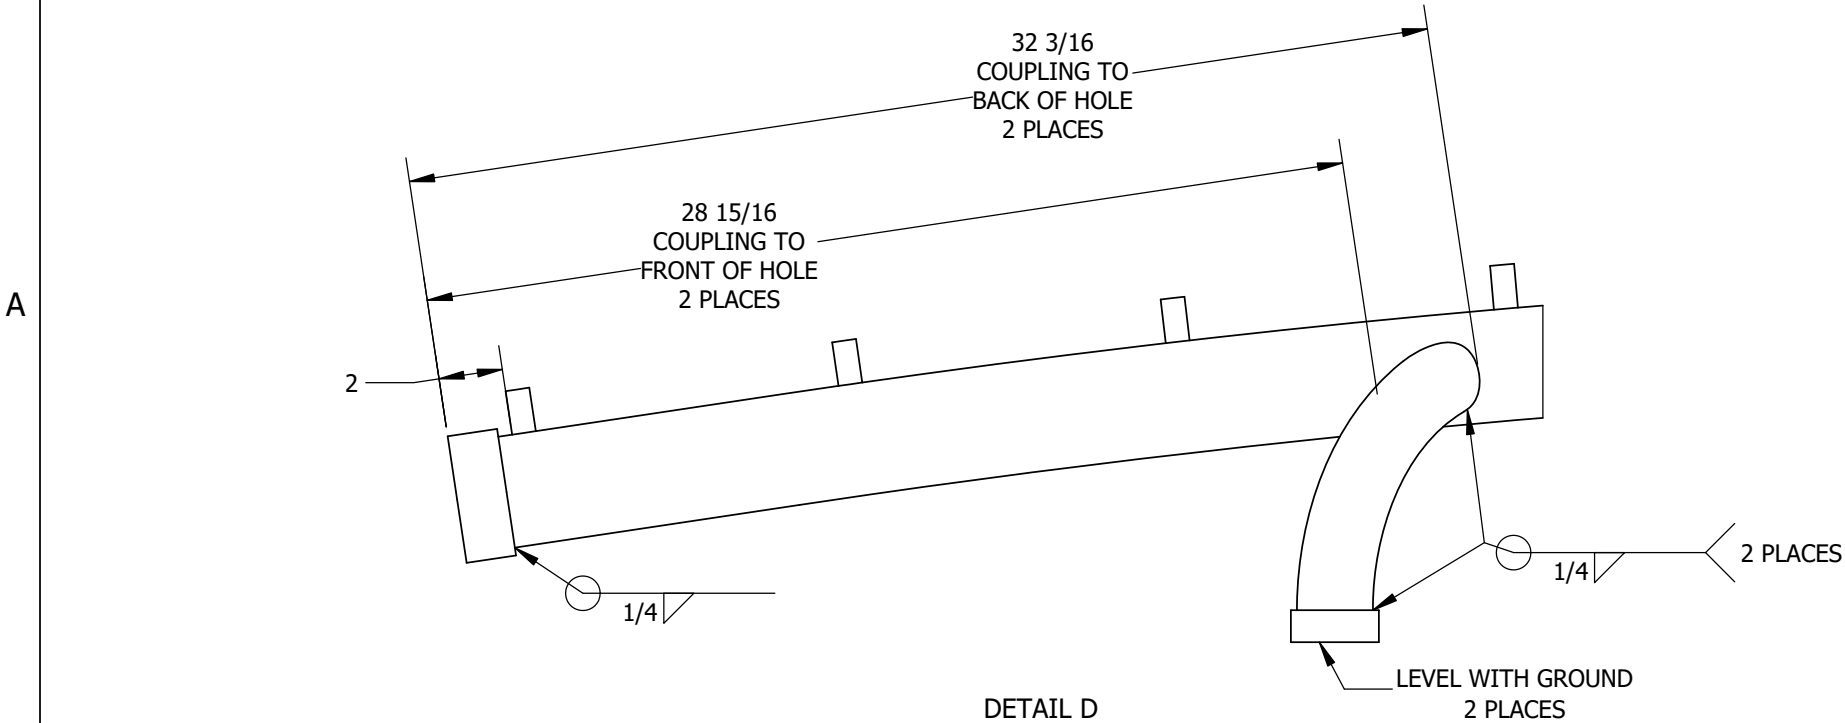 32 3/16
COUPLING TO
BACK OF HOLE
2 PLACES
28 15/16
COUPLING TO
FRONT OF HOLE
2 PLACES
A
2
1/4
1/4
2 PLACES
LEVEL WITH GROUND
2 PLACES
DETAIL D